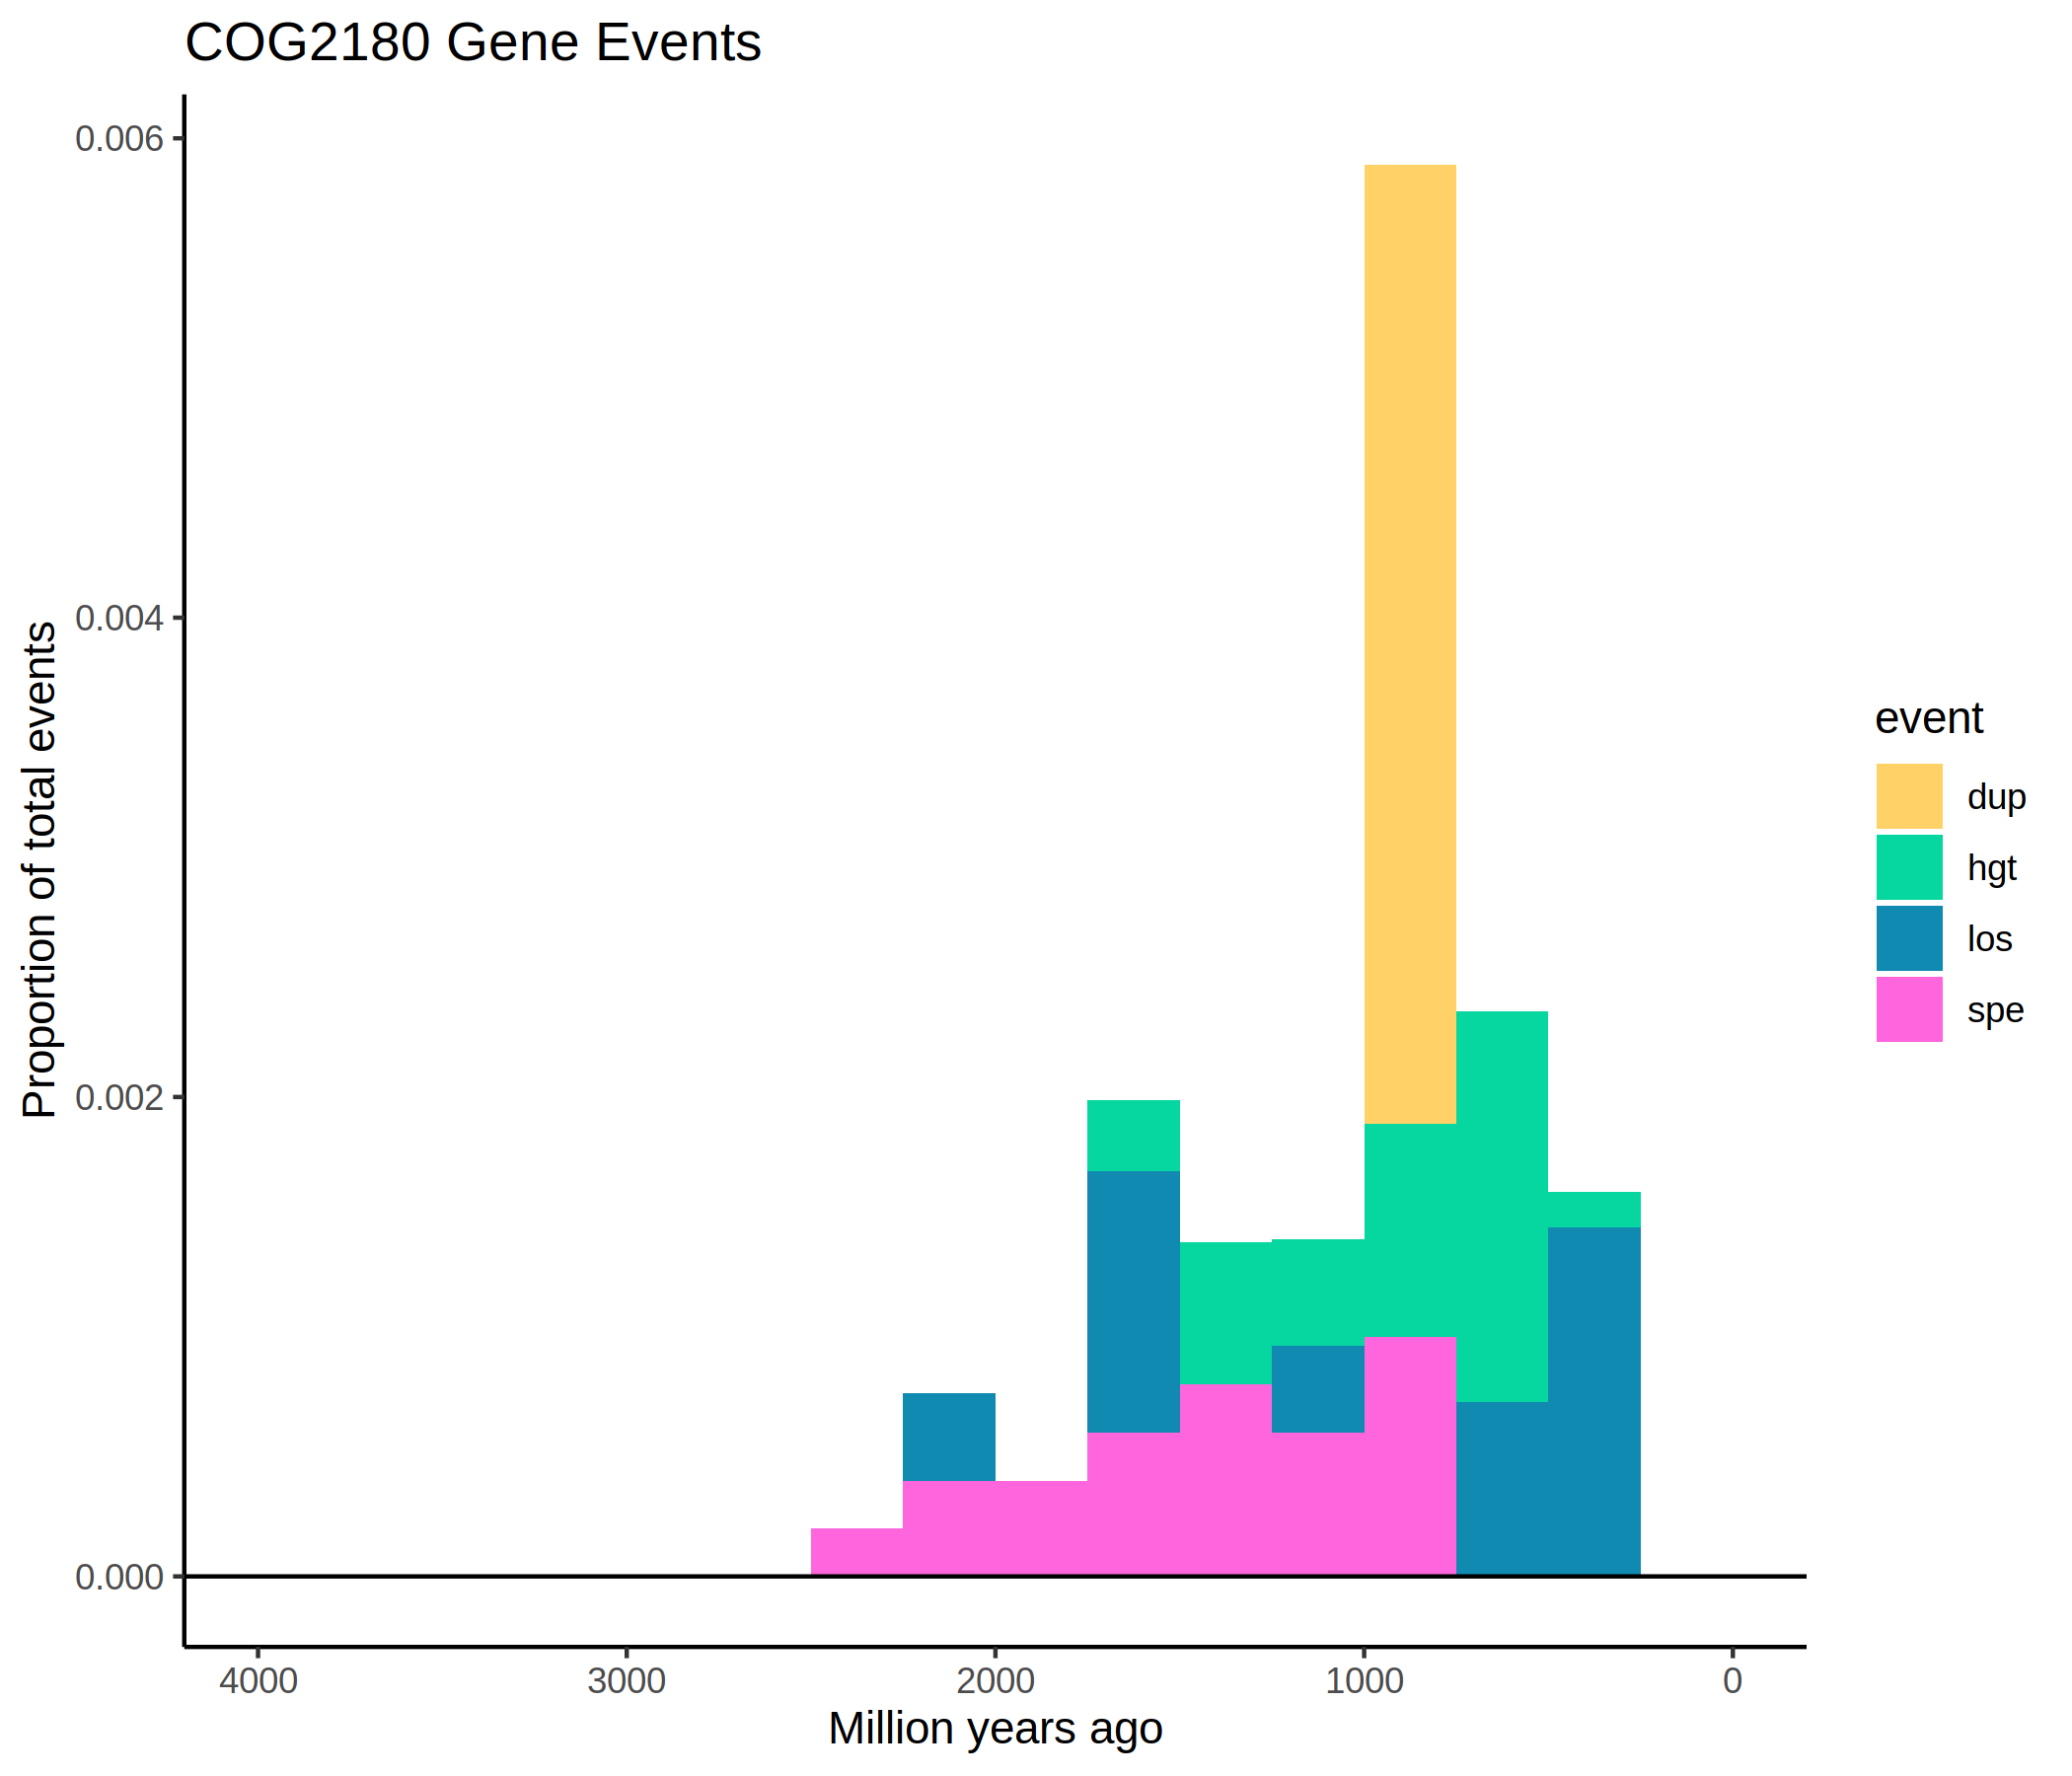 COG2180 Gene Events
Proportion of total events
0.006
0.004
0.002
0.000
4000 3000 2000 1000 0
Million years ago
event
dup
hgt
los
spe